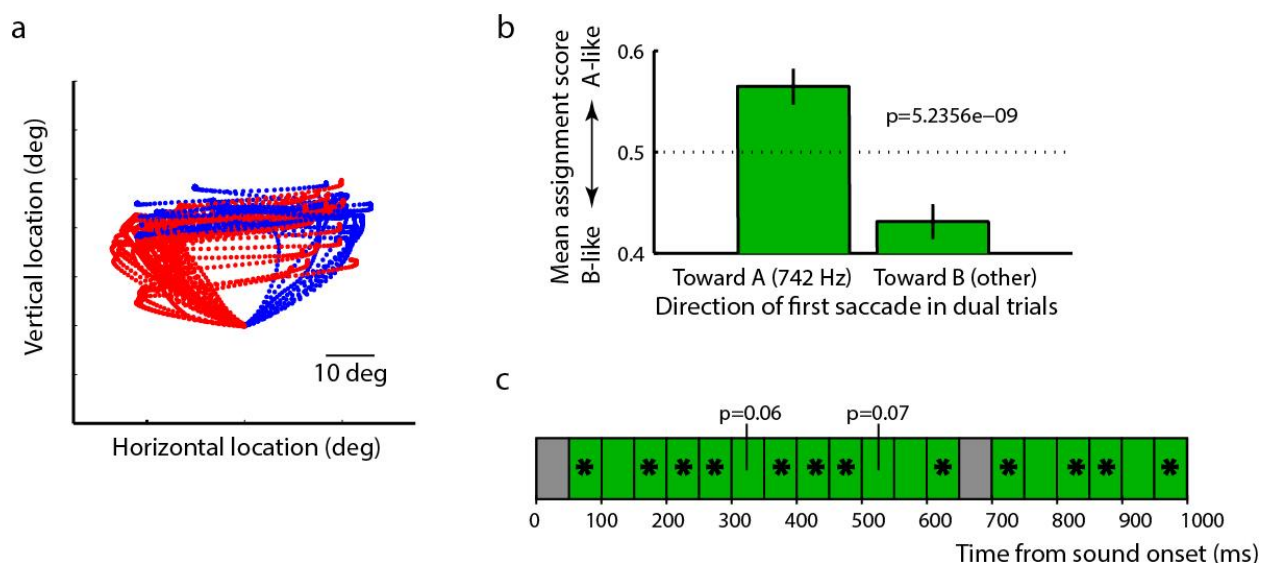 a
Vertical location (deg)
10 deg
Horizontal location (deg)
b
Mean assignment score
B-like
A-like
0.6
0.5
0.4
p=5.2356e−09
Toward A (742 Hz)
Toward B (other)
Direction of first saccade in dual trials
c
p=0.06
p=0.07
* * * * * * * * * * * *
0 100 200 300 400 500 600 700 800 900 1000
Time from sound onset (ms)